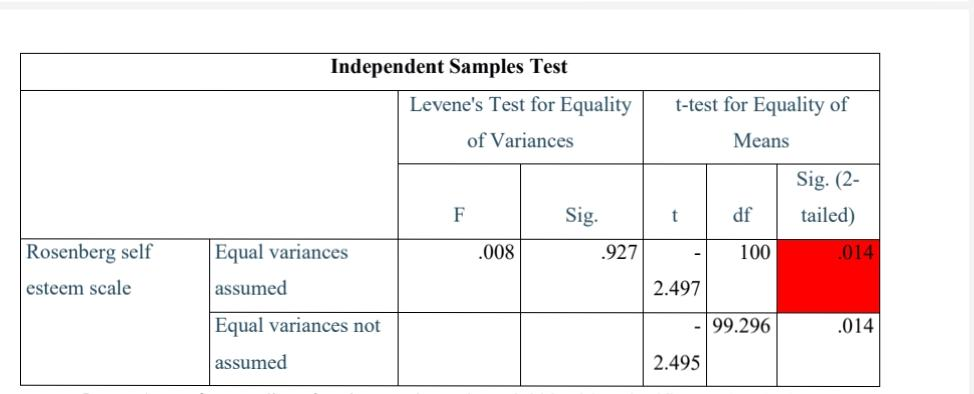 Independent Samples Test
Levene's Test for Equality
of Variances
t-test for Equality of
Means
F
Sig.
t
df
Sig. (2-
tailed)
Rosenberg self
esteem scale
Equal variances
assumed
.008
.927
-
2.497
100
.014
Equal variances not
assumed
-
2.495
99.296
.014